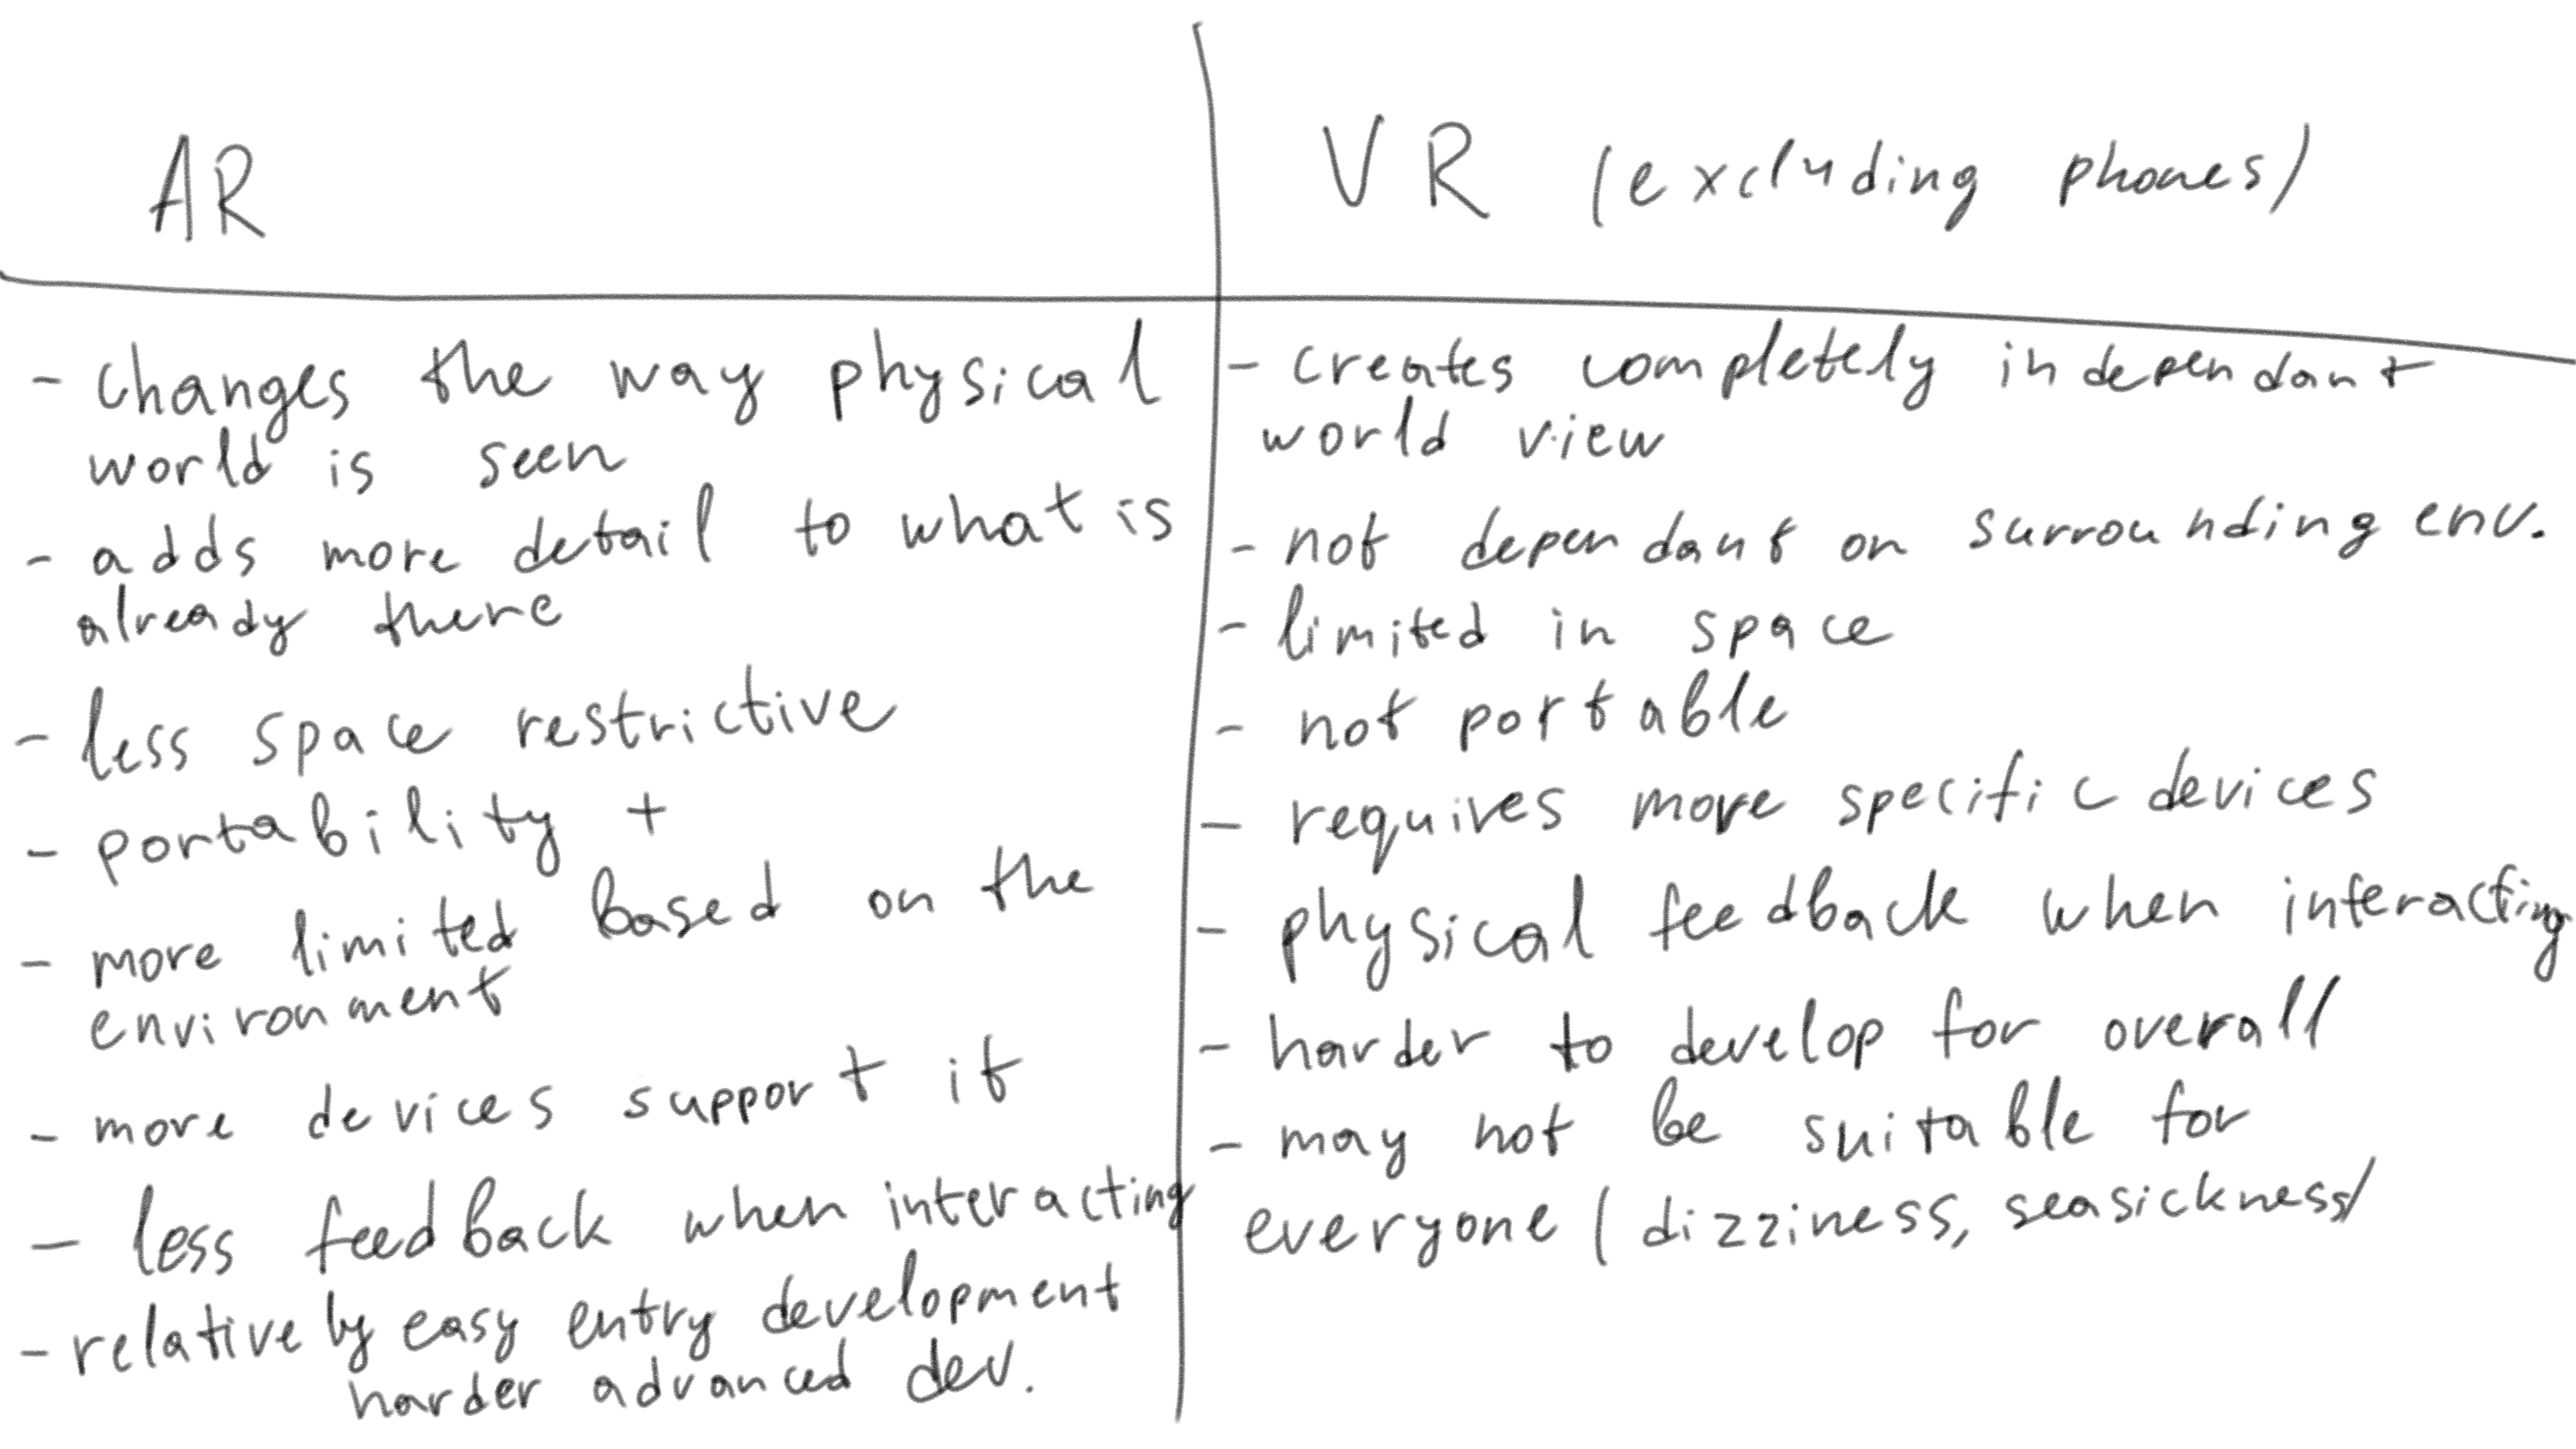 AR
- changes the way physical
world is seen
- adds more detail to what is
already there
- less space restrictive
- portability +
- more limited based on the
environment
- more devices support it
- less feedback when interacting
- relatively easy entry development
harder advanced dev.
VR (excluding phones)
- creates completely independant
world view
- not dependant on surrounding env.
- limited in space
- not portable
- requires more specific devices
- physical feedback when interacting
- harder to develop for overall
- may not be suitable for
everyone (dizziness, seasickness)